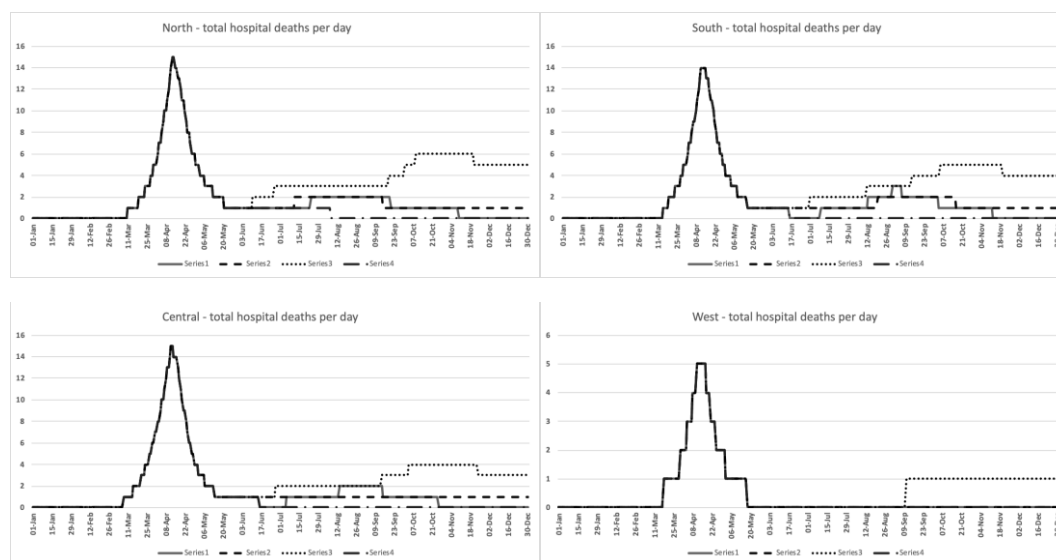 North - total hospital deaths per day
16
14
12
10
8
6
4
2
0
01-Jan
15-Jan
29-Jan
12-Feb
26-Feb
11-Mar
25-Mar
08-Apr
22-Apr
06-May
20-May
03-Jun
17-Jun
01-Jul
15-Jul
29-Jul
12-Aug
26-Aug
09-Sep
23-Sep
07-Oct
21-Oct
04-Nov
18-Nov
02-Dec
16-Dec
30-Dec
Series1 Series2 Series3 Series4
South - total hospital deaths per day
16
14
12
10
8
6
4
2
0
01-Jan
15-Jan
29-Jan
12-Feb
26-Feb
11-Mar
25-Mar
08-Apr
22-Apr
06-May
20-May
03-Jun
17-Jun
01-Jul
15-Jul
29-Jul
12-Aug
26-Aug
09-Sep
23-Sep
07-Oct
21-Oct
04-Nov
18-Nov
02-Dec
16-Dec
Series1 Series2 Series3 Series4
Central - total hospital deaths per day
16
14
12
10
8
6
4
2
0
01-Jan
15-Jan
29-Jan
12-Feb
26-Feb
11-Mar
25-Mar
08-Apr
22-Apr
06-May
20-May
03-Jun
17-Jun
01-Jul
15-Jul
29-Jul
12-Aug
26-Aug
09-Sep
23-Sep
07-Oct
21-Oct
04-Nov
18-Nov
02-Dec
16-Dec
30-Dec
Series1 Series2 Series3 Series4
West - total hospital deaths per day
6
5
4
3
2
1
0
01-Jan
15-Jan
29-Jan
12-Feb
26-Feb
11-Mar
25-Mar
08-Apr
22-Apr
06-May
20-May
03-Jun
17-Jun
01-Jul
15-Jul
29-Jul
12-Aug
26-Aug
09-Sep
23-Sep
07-Oct
21-Oct
04-Nov
18-Nov
02-Dec
16-Dec
Series1 Series2 Series3 Series4